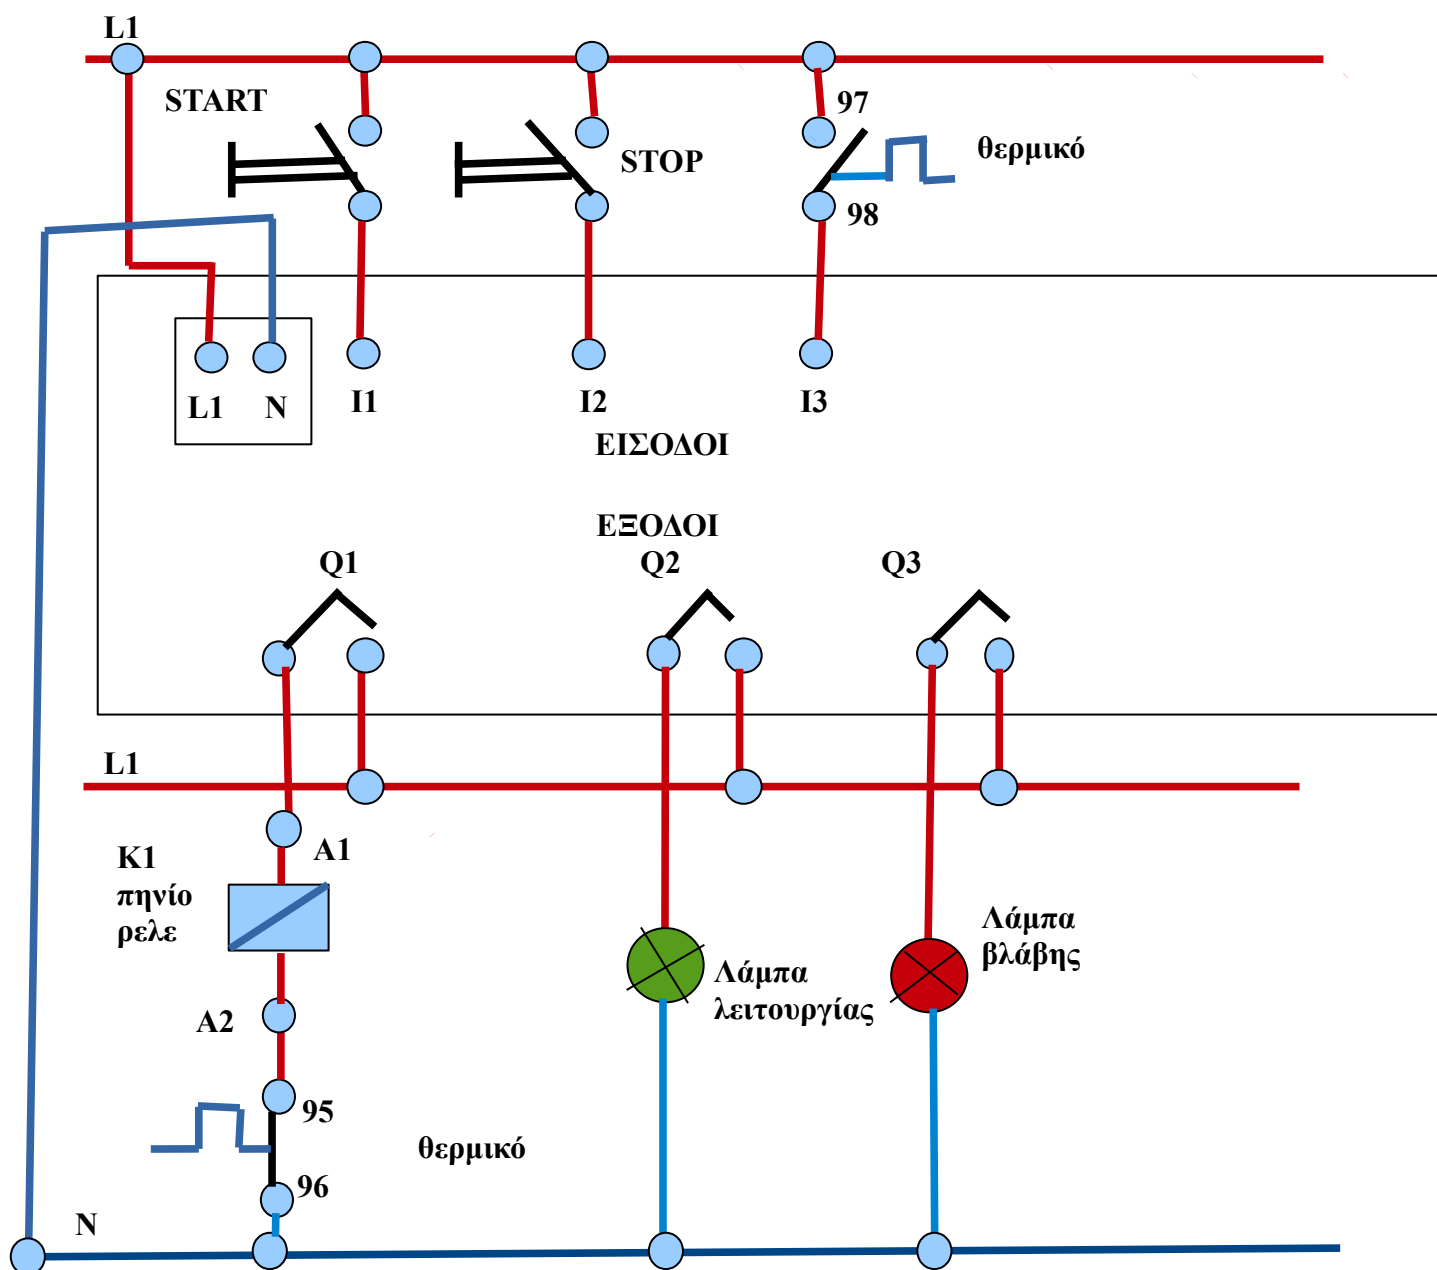 L1
START
97
STOP
θερμικό
98
L1 N
I1
I2
I3
ΕΙΣΟΔΟΙ
ΕΞΟΔΟΙ
Q1
Q2
Q3
L1
A1
K1
πηνίο
ρελε
Λάμπα
βλάβης
Λάμπα
λειτουργίας
A2
95
θερμικό
96
N